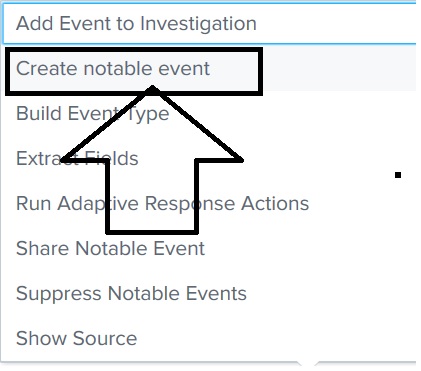 Add Event to Investigation
Create notable event
Build Event Type
Extract Fields
Run Adaptive Response Actions
Share Notable Event
Suppress Notable Events
Show Source